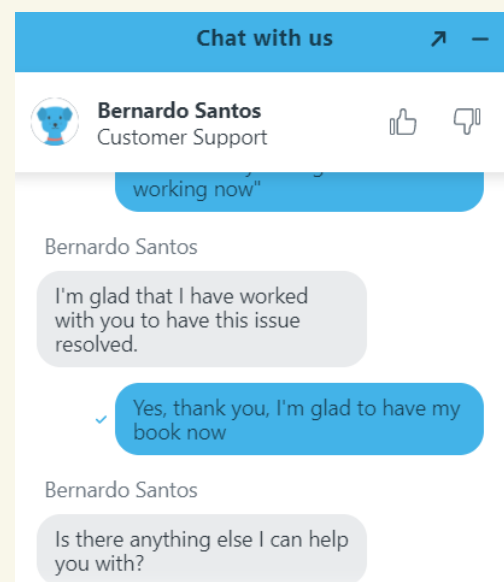 Chat with us
Bernardo Santos
Customer Support
working now"
Bernardo Santos
I'm glad that I have worked
with you to have this issue
resolved.
Yes, thank you, I'm glad to have my
book now
Bernardo Santos
Is there anything else I can help
you with?